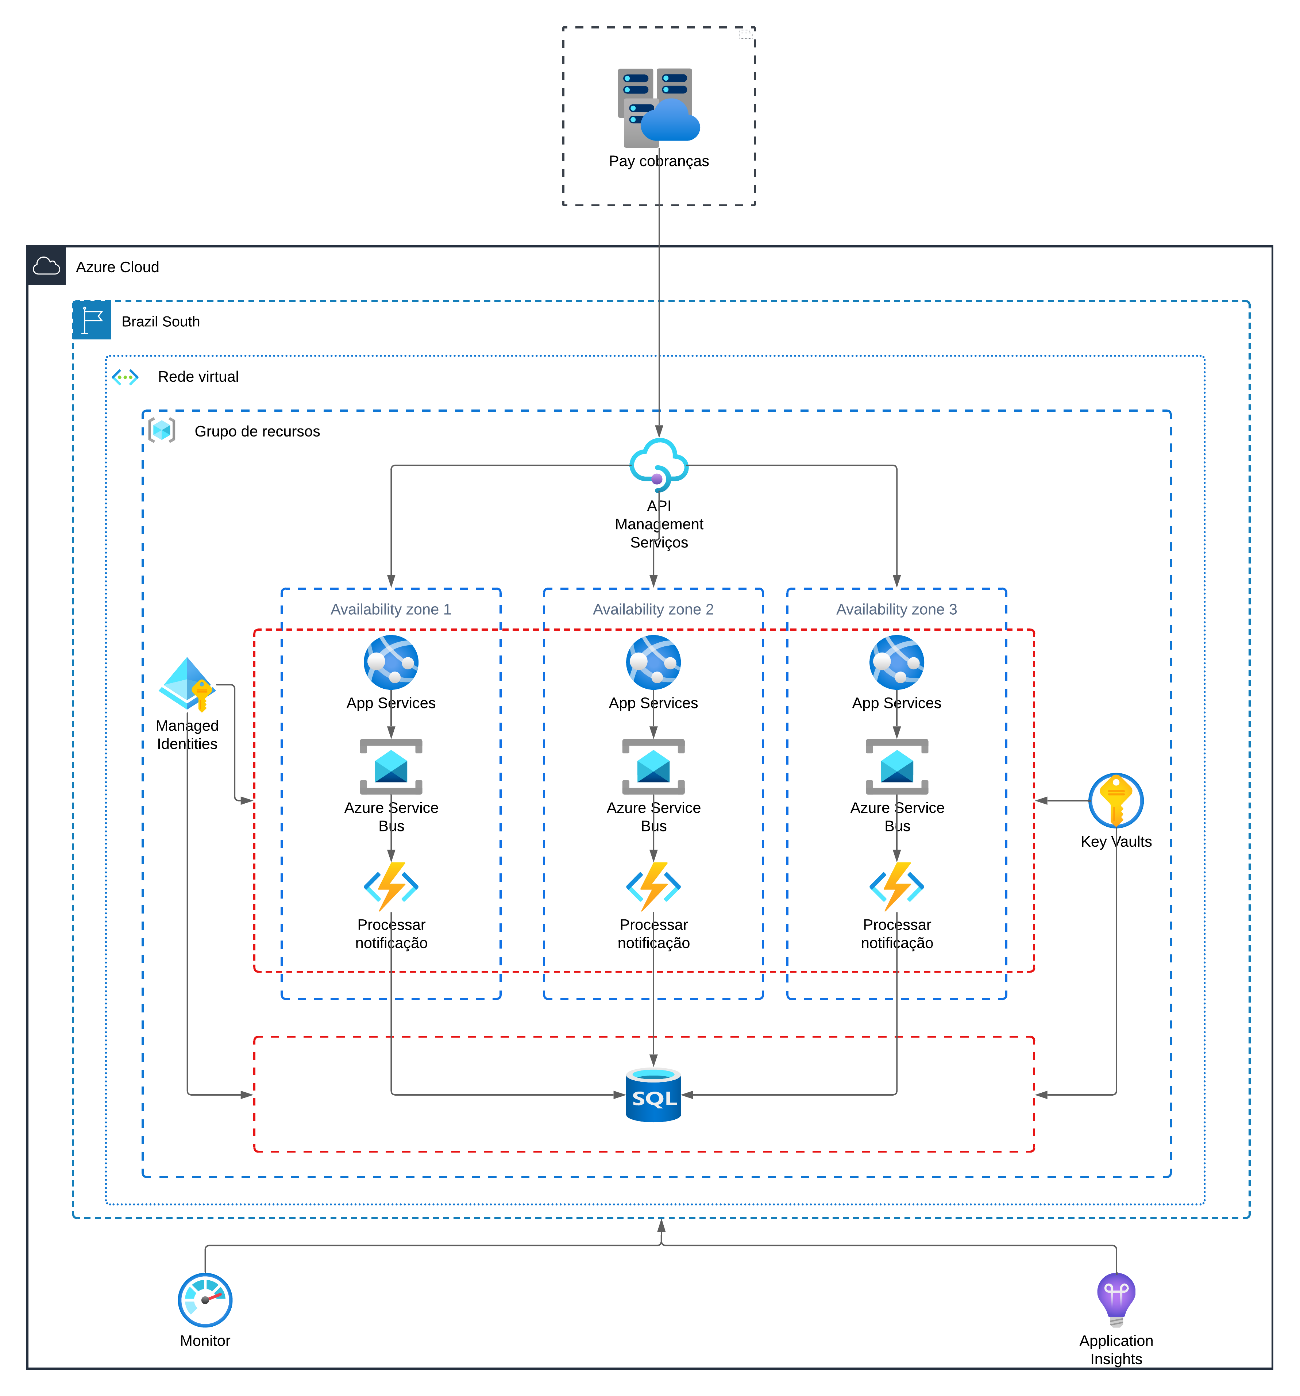 Pay cobranças
Azure Cloud
Brazil South
Rede virtual
Grupo de recursos
API
Management
Serviços
Availability zone 1
Availability zone 2
Availability zone 3
App Services
App Services
App Services
Managed
Identities
Azure Service
Bus
Azure Service
Bus
Azure Service
Bus
Key Vaults
Processar
notificação
Processar
notificação
Processar
notificação
SQL
Monitor
Application
Insights